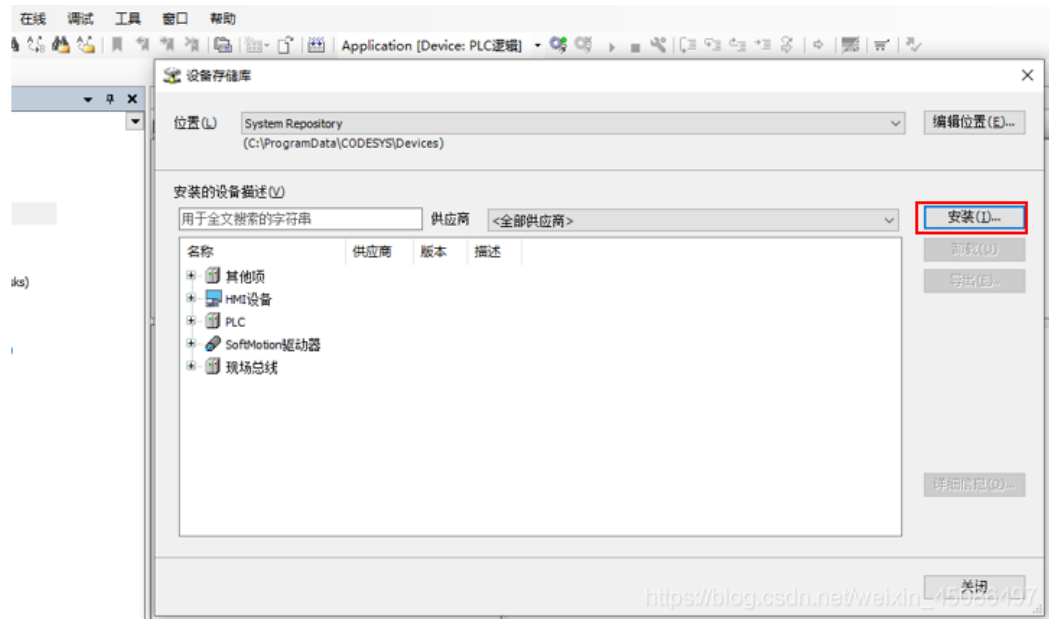 在线 调试 工具 窗口 帮助
Application [Device: PLC逻辑]
设备存储库
位置(L) System Repository 编辑位置(E)...
(C:\ProgramData\CODESYS\Devices)
安装的设备描述(V)
用于全文搜索的字符串 供应商 <全部供应商> 安装(I)...
名称 供应商 版本 描述 卸载(U)
其他项 导出(E)...
HMI设备
sks)
PLC
SoftMotion驱动器
现场总线
详细信息(D)...
关闭
https://blog.csdn.net/weixin_45086497